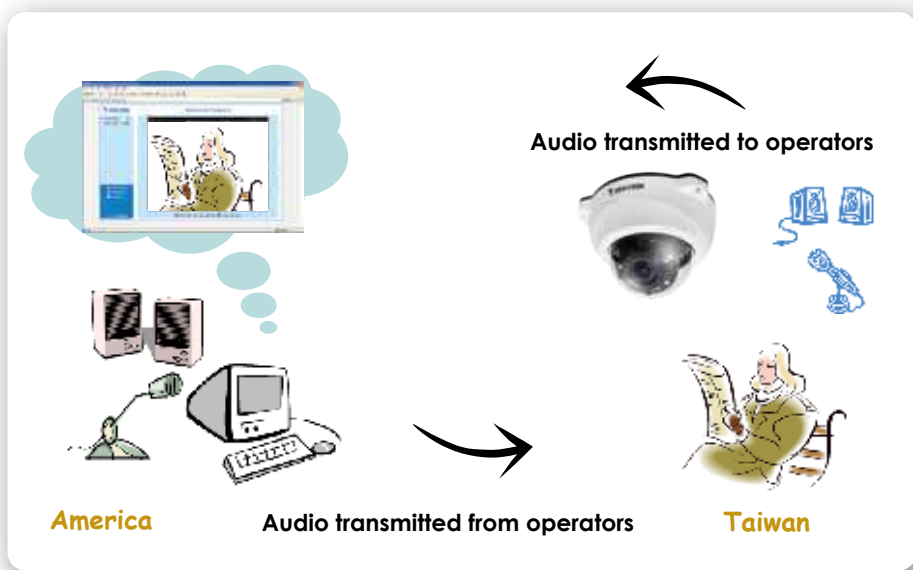 Audio transmitted to operators
America
Audio transmitted from operators
Taiwan